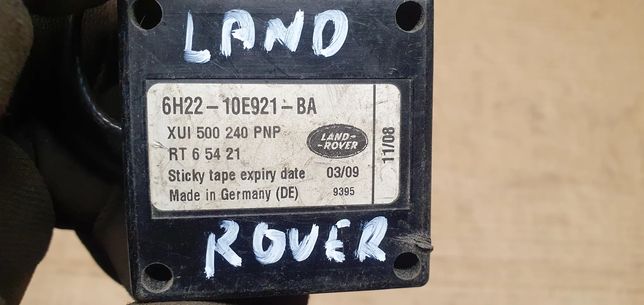 LAND
6H22-10E921-BA
XUI 500 240 PNP
RT 6 54 21
LAND-
-ROVER
11/08
Sticky tape expiry date 03/09
Made in Germany (DE) 9395
ROVER